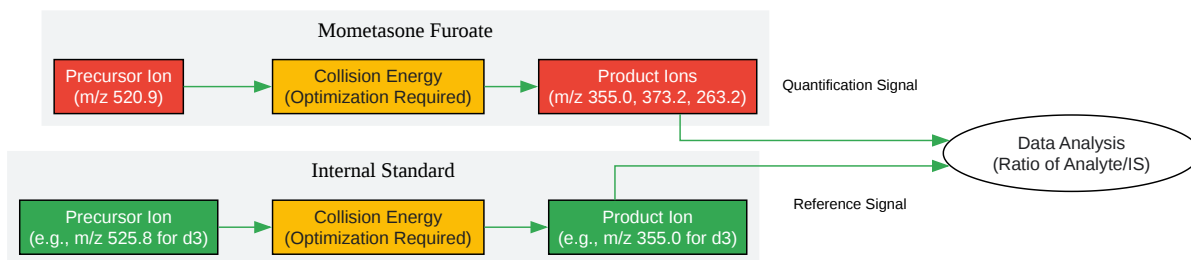 Mometasone Furoate
Precursor Ion
(m/z 520.9)
Collision Energy
(Optimization Required)
Product Ions
(m/z 355.0, 373.2, 263.2)
Quantification Signal
Data Analysis
(Ratio of Analyte/IS)
Internal Standard
Precursor Ion
(e.g., m/z 525.8 for d3)
Collision Energy
(Optimization Required)
Product Ion
(e.g., m/z 355.0 for d3)
Reference Signal